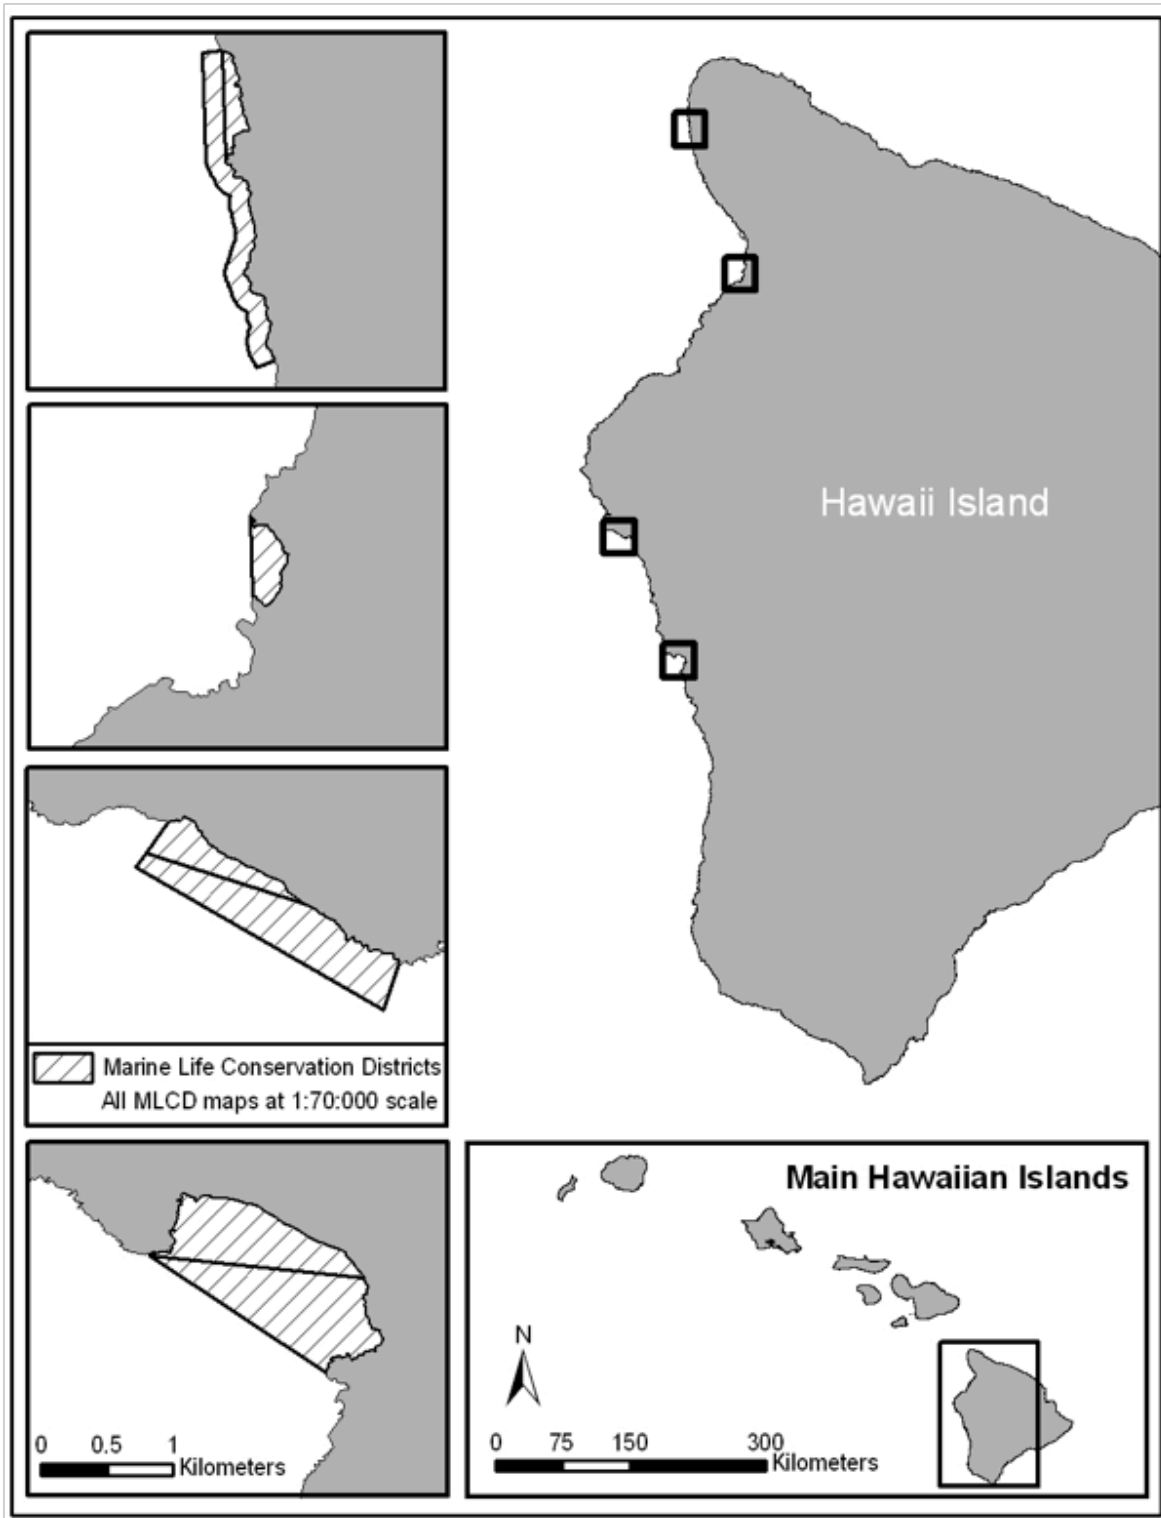 Hawaii Island
Marine Life Conservation Districts
All MLCD maps at 1:70:000 scale
0 0.5 1
Kilometers
Main Hawaiian Islands
N
0 75 150 300
Kilometers